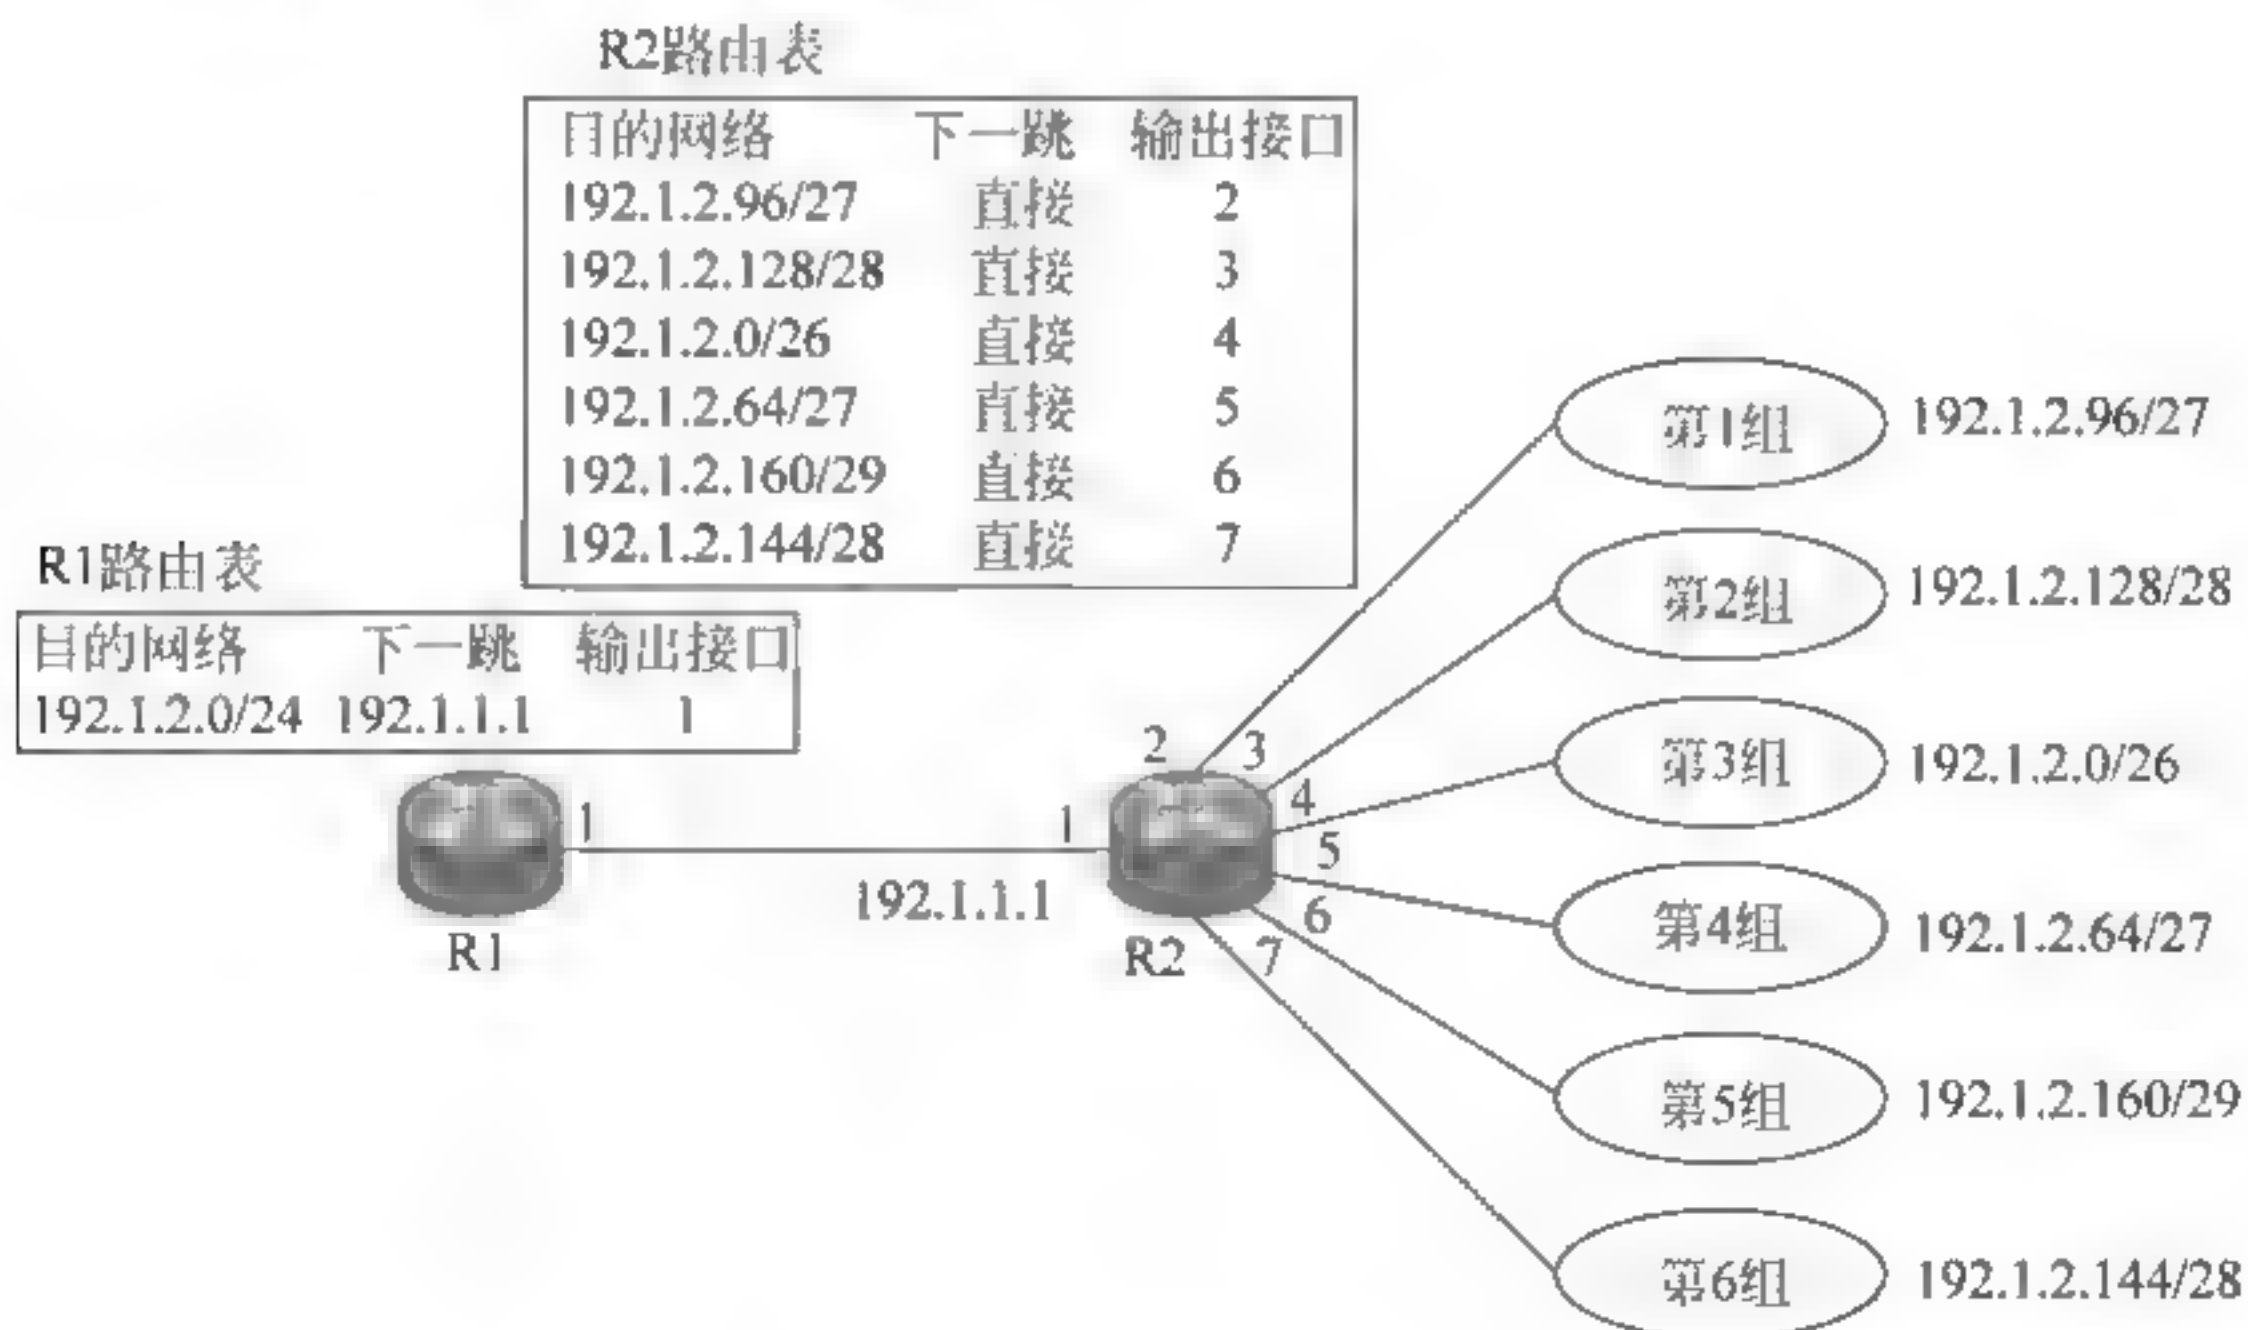 R2路由表
目的网络 下一跳 输出接口
192.1.2.96/27 直接 2
192.1.2.128/28 直接 3
192.1.2.0/26 直接 4
192.1.2.64/27 直接 5
192.1.2.160/29 直接 6
192.1.2.144/28 直接 7
R1路由表
目的网络 下一跳 输出接口
192.1.2.0/24 192.1.1.1 1
第1组 192.1.2.96/27
第2组 192.1.2.128/28
第3组 192.1.2.0/26
第4组 192.1.2.64/27
第5组 192.1.2.160/29
第6组 192.1.2.144/28
2 3
4
1 1
5
192.1.1.1
6
R1 R2 7